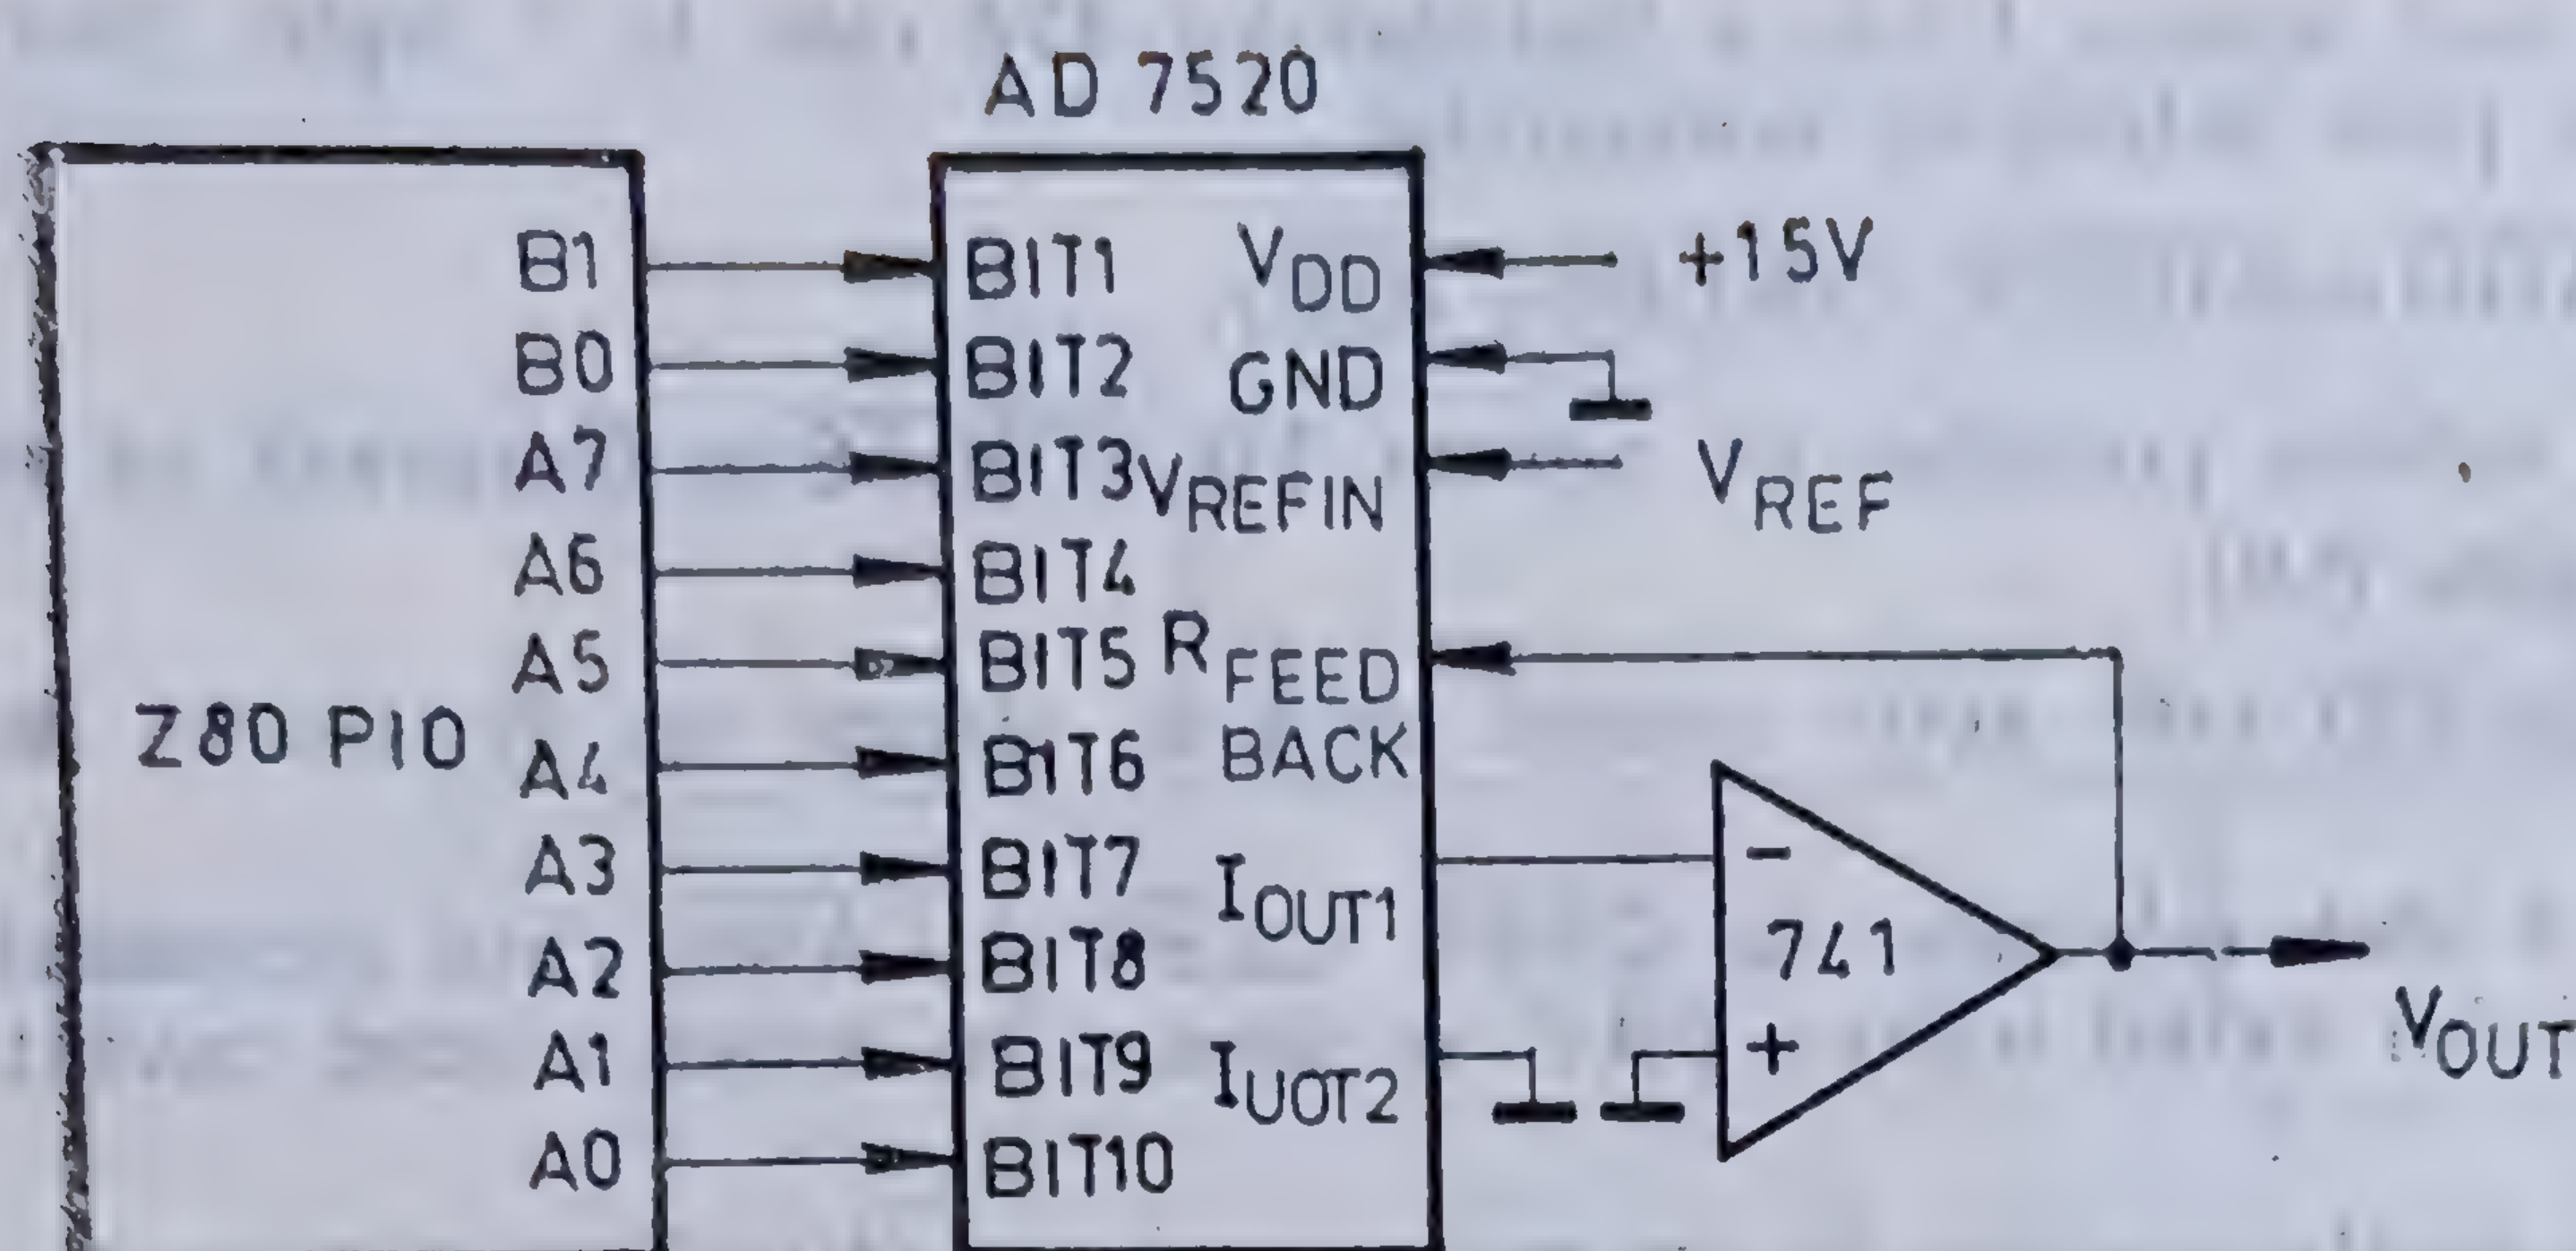 AD 7520
B1 BIT1 VDD +15V
B0 BIT2 GND
A7 BIT3 VREFIN VREF
A6 BIT4
A5 BIT5 RFEED
Z80 PIO A4 BIT6 BACK
A3 BIT7 IOUT1 -
741
A2 BIT8
VOUT
A1 BIT9 IUOT2 +
A0 BIT10